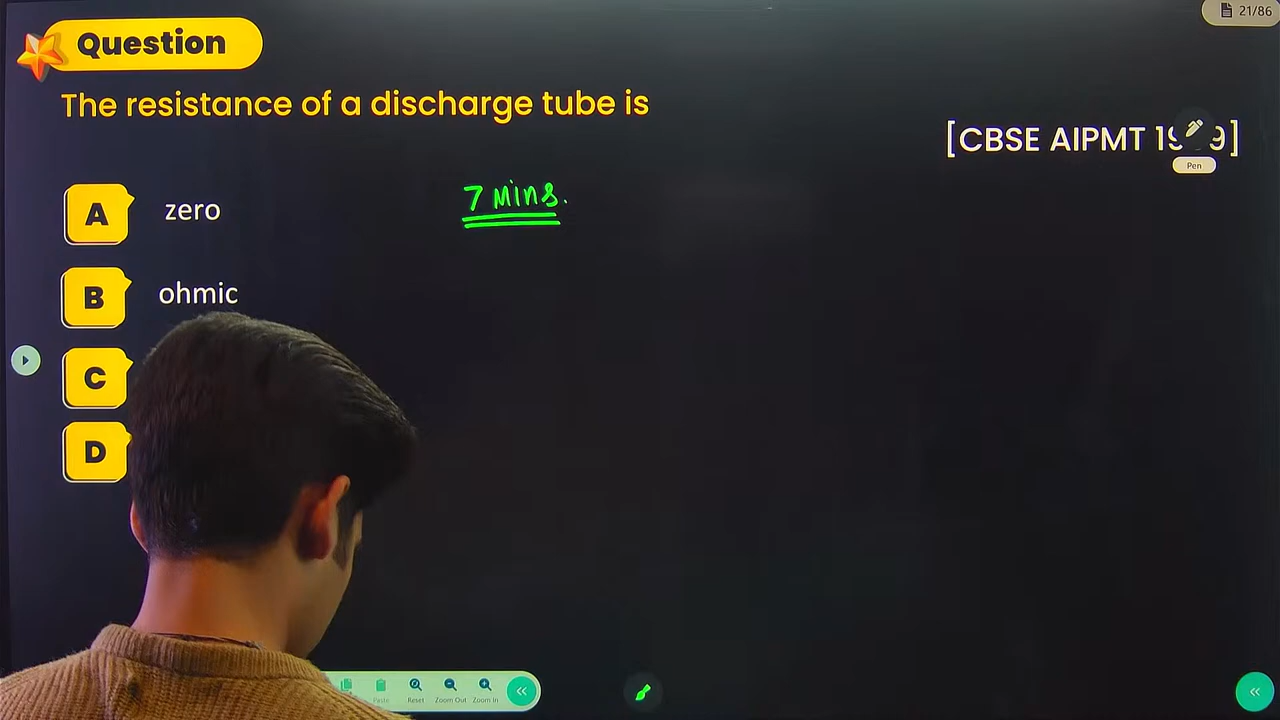 21/86
Question
The resistance of a discharge tube is
[CBSE AIPMT
Pen
A zero
7 Mins.
B ohmic
C
D
Paste Reset Zoom Out Zoom In